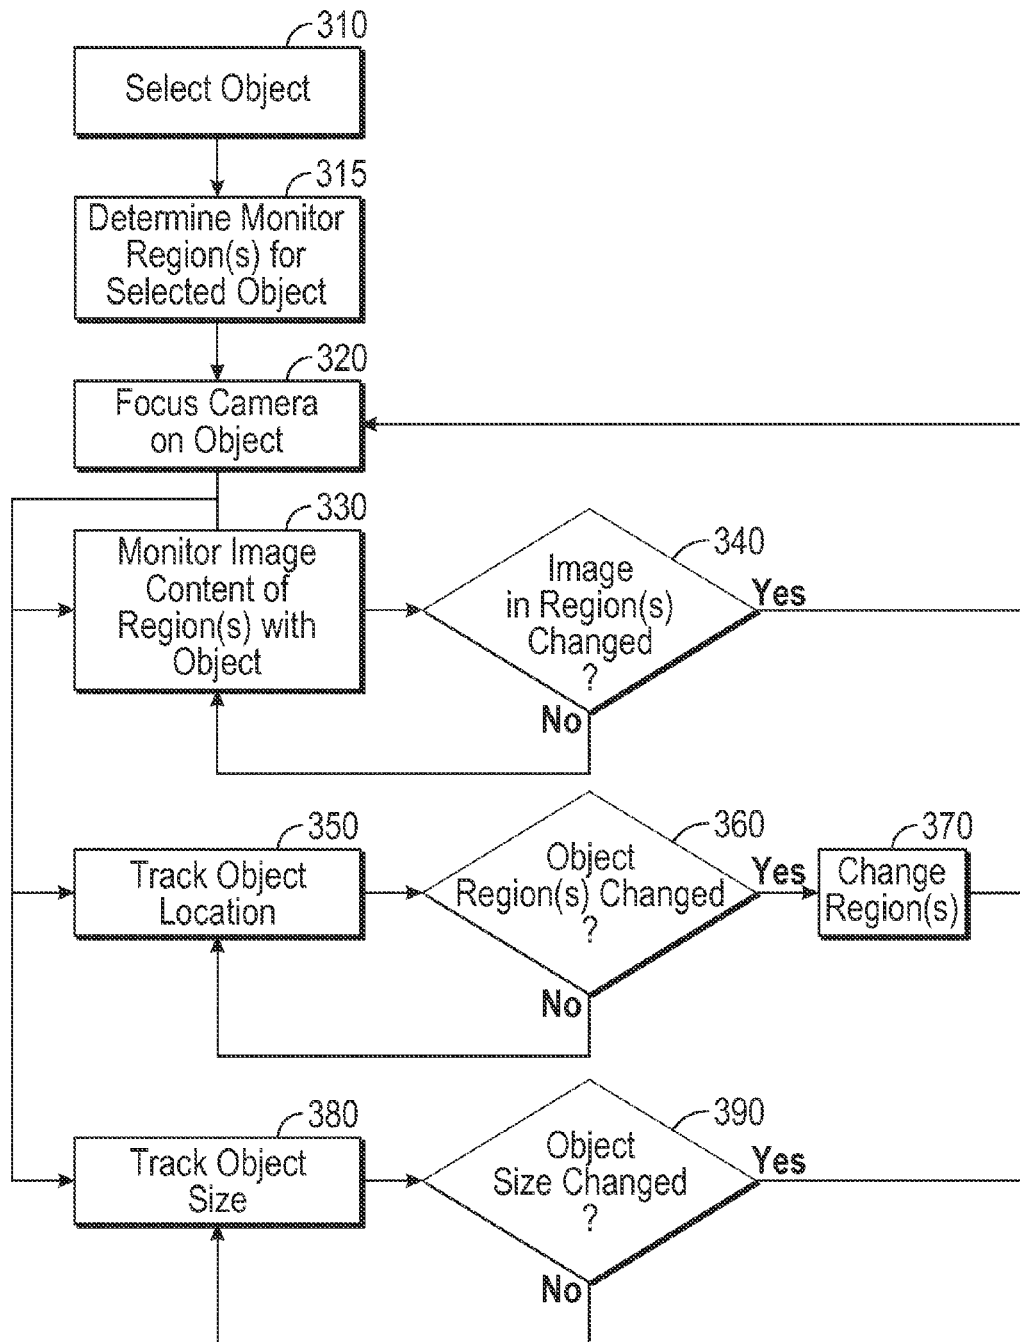 310
Select Object
315
Determine Monitor
Region(s) for
Selected Object
320
Focus Camera
on Object
330
Monitor Image
Content of
Region(s) with
Object
340
Image
in Region(s)
Changed
?
Yes
No
350
Track Object
Location
360
Object
Region(s) Changed
?
Yes
No
370
Change
Region(s)
380
Track Object
Size
390
Object
Size Changed
?
Yes
No